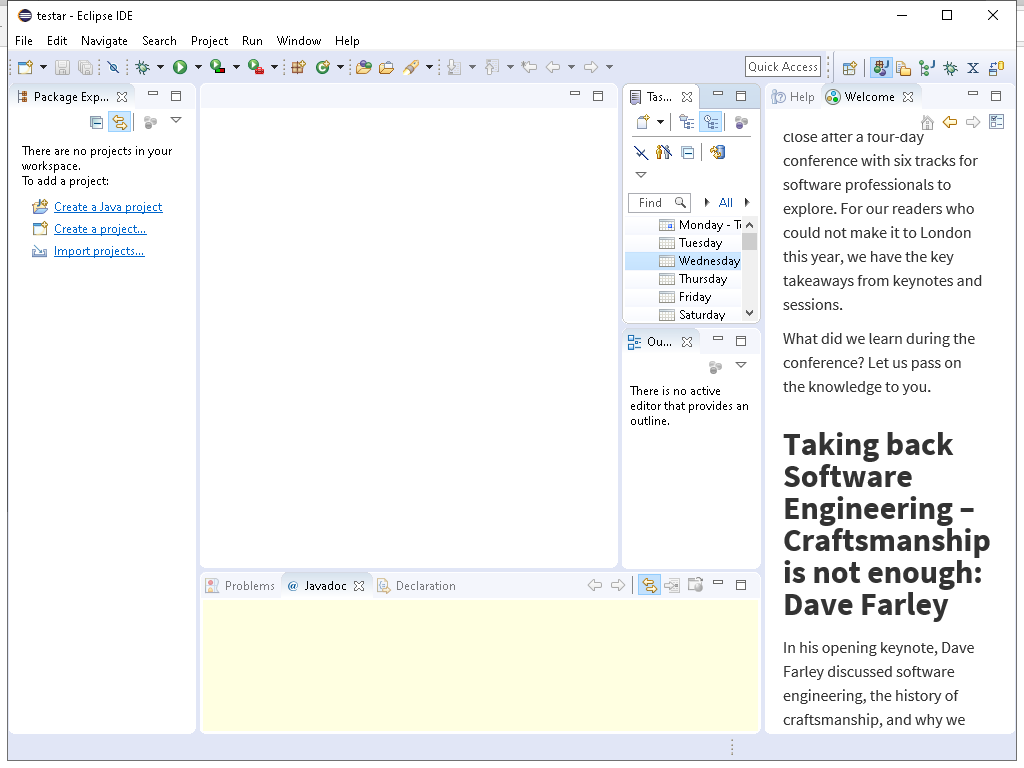 testar - Eclipse IDE
File Edit Navigate Search Project Run Window Help
Quick Access
Package Exp...
There are no projects in your
workspace.
To add a project:
Create a Java project
Create a project...
Import projects...
Tas...
Find
All
Monday - T
Tuesday
Wednesday
Thursday
Friday
Saturday
Ou...
There is no active
editor that provides an
outline.
Problems @ Javadoc Declaration
Help Welcome
close after a four-day
conference with six tracks for
software professionals to
explore. For our readers who
could not make it to London
this year, we have the key
takeaways from keynotes and
sessions.
What did we learn during the
conference? Let us pass on
the knowledge to you.
Taking back
Software
Engineering –
Craftsmanship
is not enough:
Dave Farley
In his opening keynote, Dave
Farley discussed software
engineering, the history of
craftsmanship, and why we